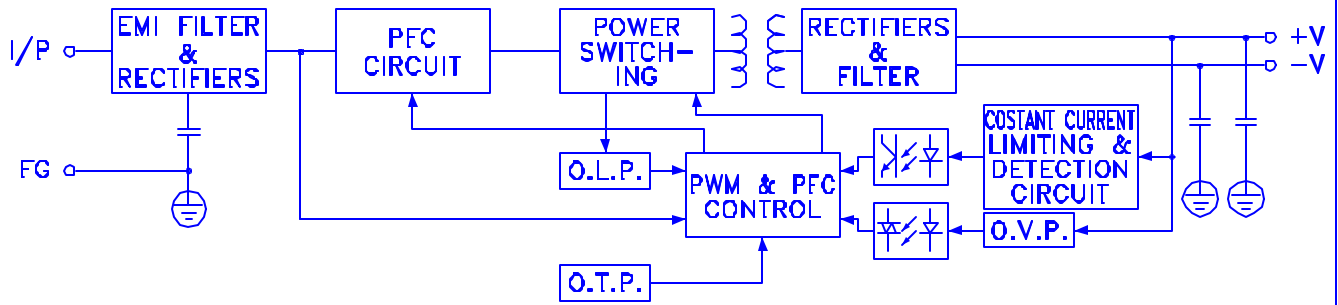 I/P
EMI FILTER
&
RECTIFIERS
PFC
CIRCUIT
POWER
SWITCH-
ING
RECTIFIERS
&
FILTER
+V
-V
FG
O.L.P.
PWM & PFC
CONTROL
COSTANT CURRENT
LIMITING &
DETECTION
CIRCUIT
O.V.P.
O.T.P.